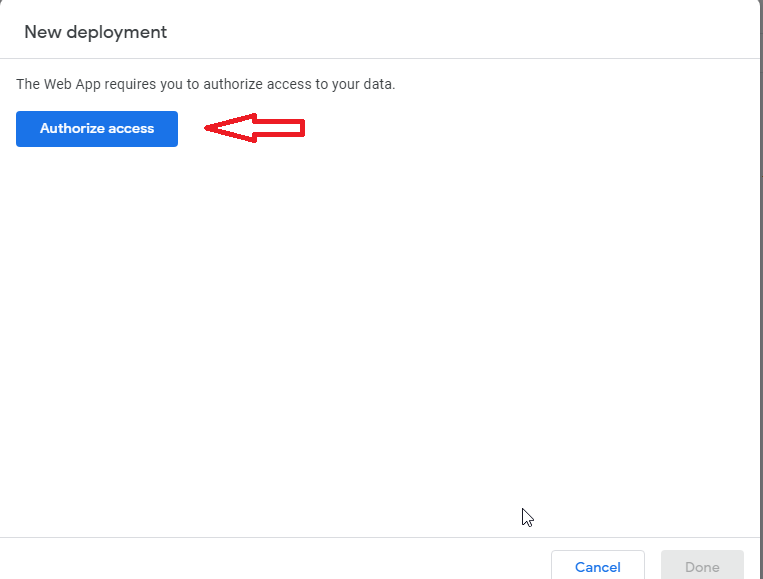 New deployment
The Web App requires you to authorize access to your data.
Authorize access
Cancel
Done